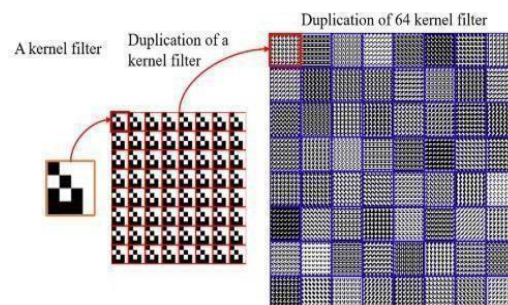 Duplication of 64 kernel filter
A kernel filter
Duplication of a
kernel filter